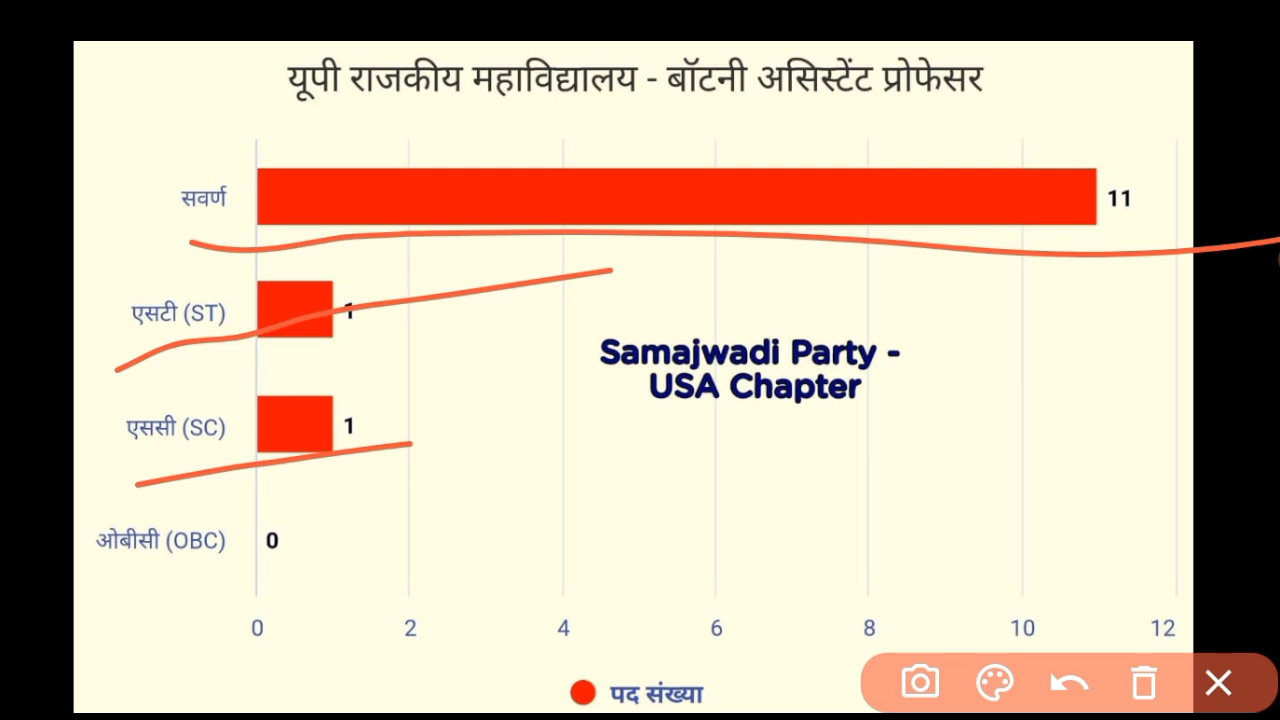 यूपी राजकीय महाविद्यालय - बॉटनी असिस्टेंट प्रोफेसर
सवर्ण 11
एसटी (ST) 1
Samajwadi Party -
USA Chapter
एससी (SC) 1
ओबीसी (OBC) 0
0 2 4 6 8 10 12
पद संख्या